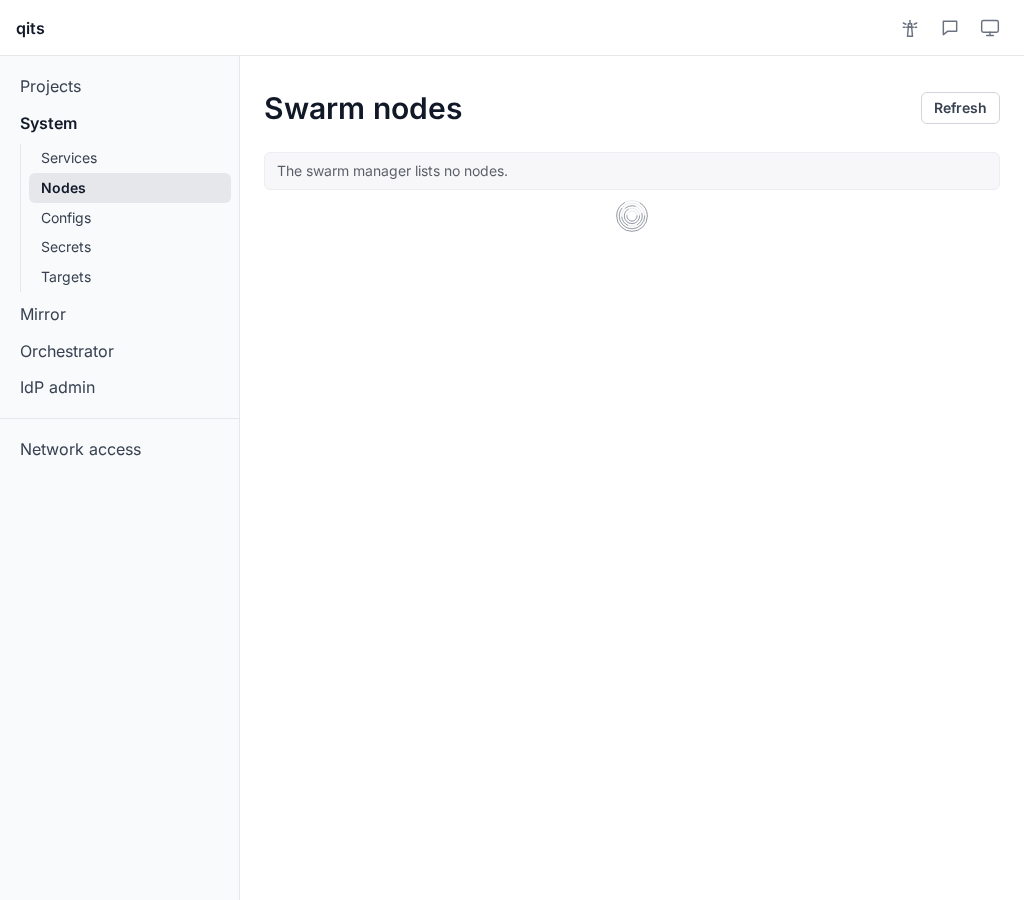 qits
Projects
System
Services
Nodes
Configs
Secrets
Targets
Mirror
Orchestrator
IdP admin
Network access
Swarm nodes
Refresh
The swarm manager lists no nodes.